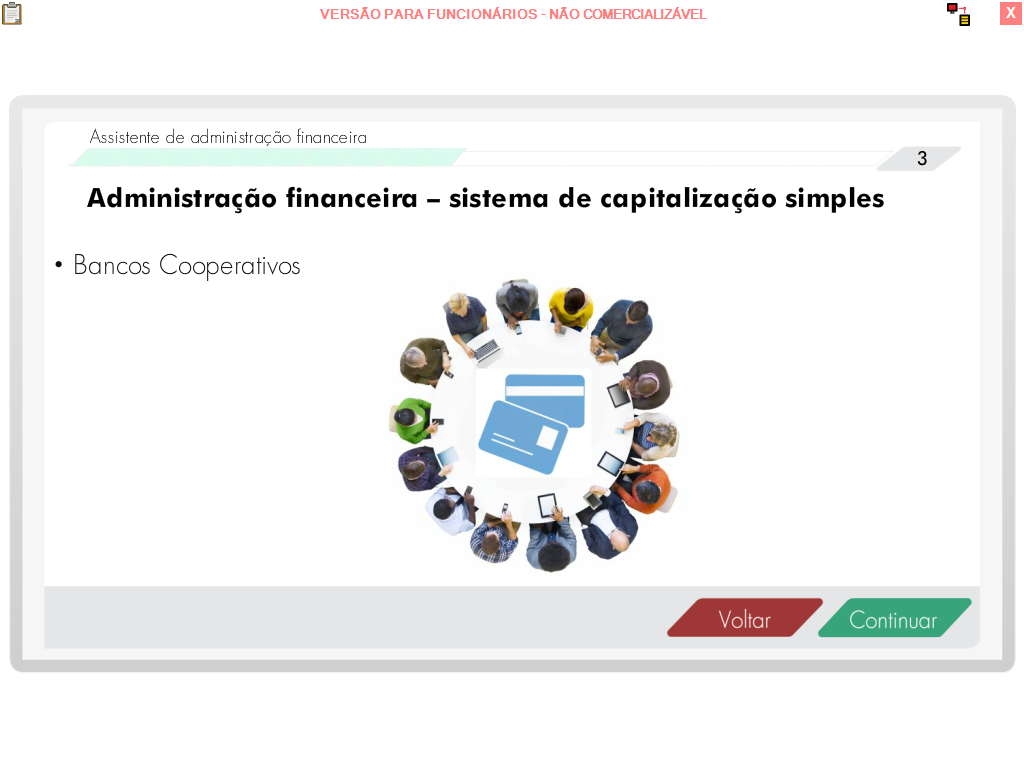 VERSÃO PARA FUNCIONÁRIOS - NÃO COMERCIALIZÁVEL
X
Assistente de administração financeira
3
Administração financeira – sistema de capitalização simples
• Bancos Cooperativos
Voltar
Continuar